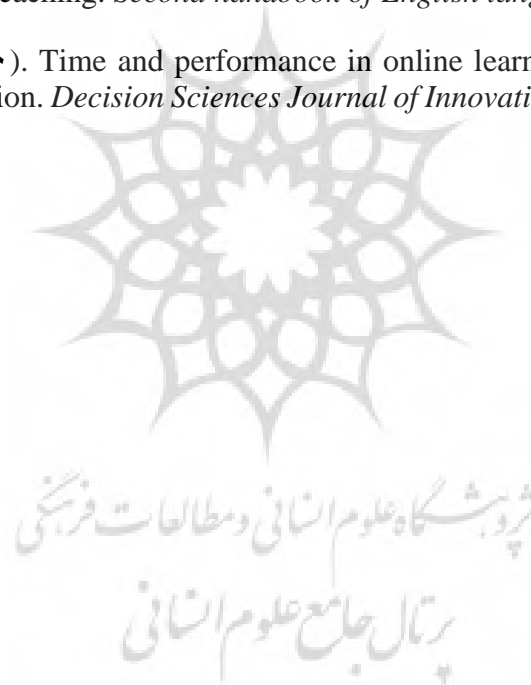 eaching. Second handbook of English lang
). Time and performance in online learn
ion. Decision Sciences Journal of Innovati
پژوهشگاه علوم انسانی و مطالعات فرهنگی
پرتال جامع علوم انسانی